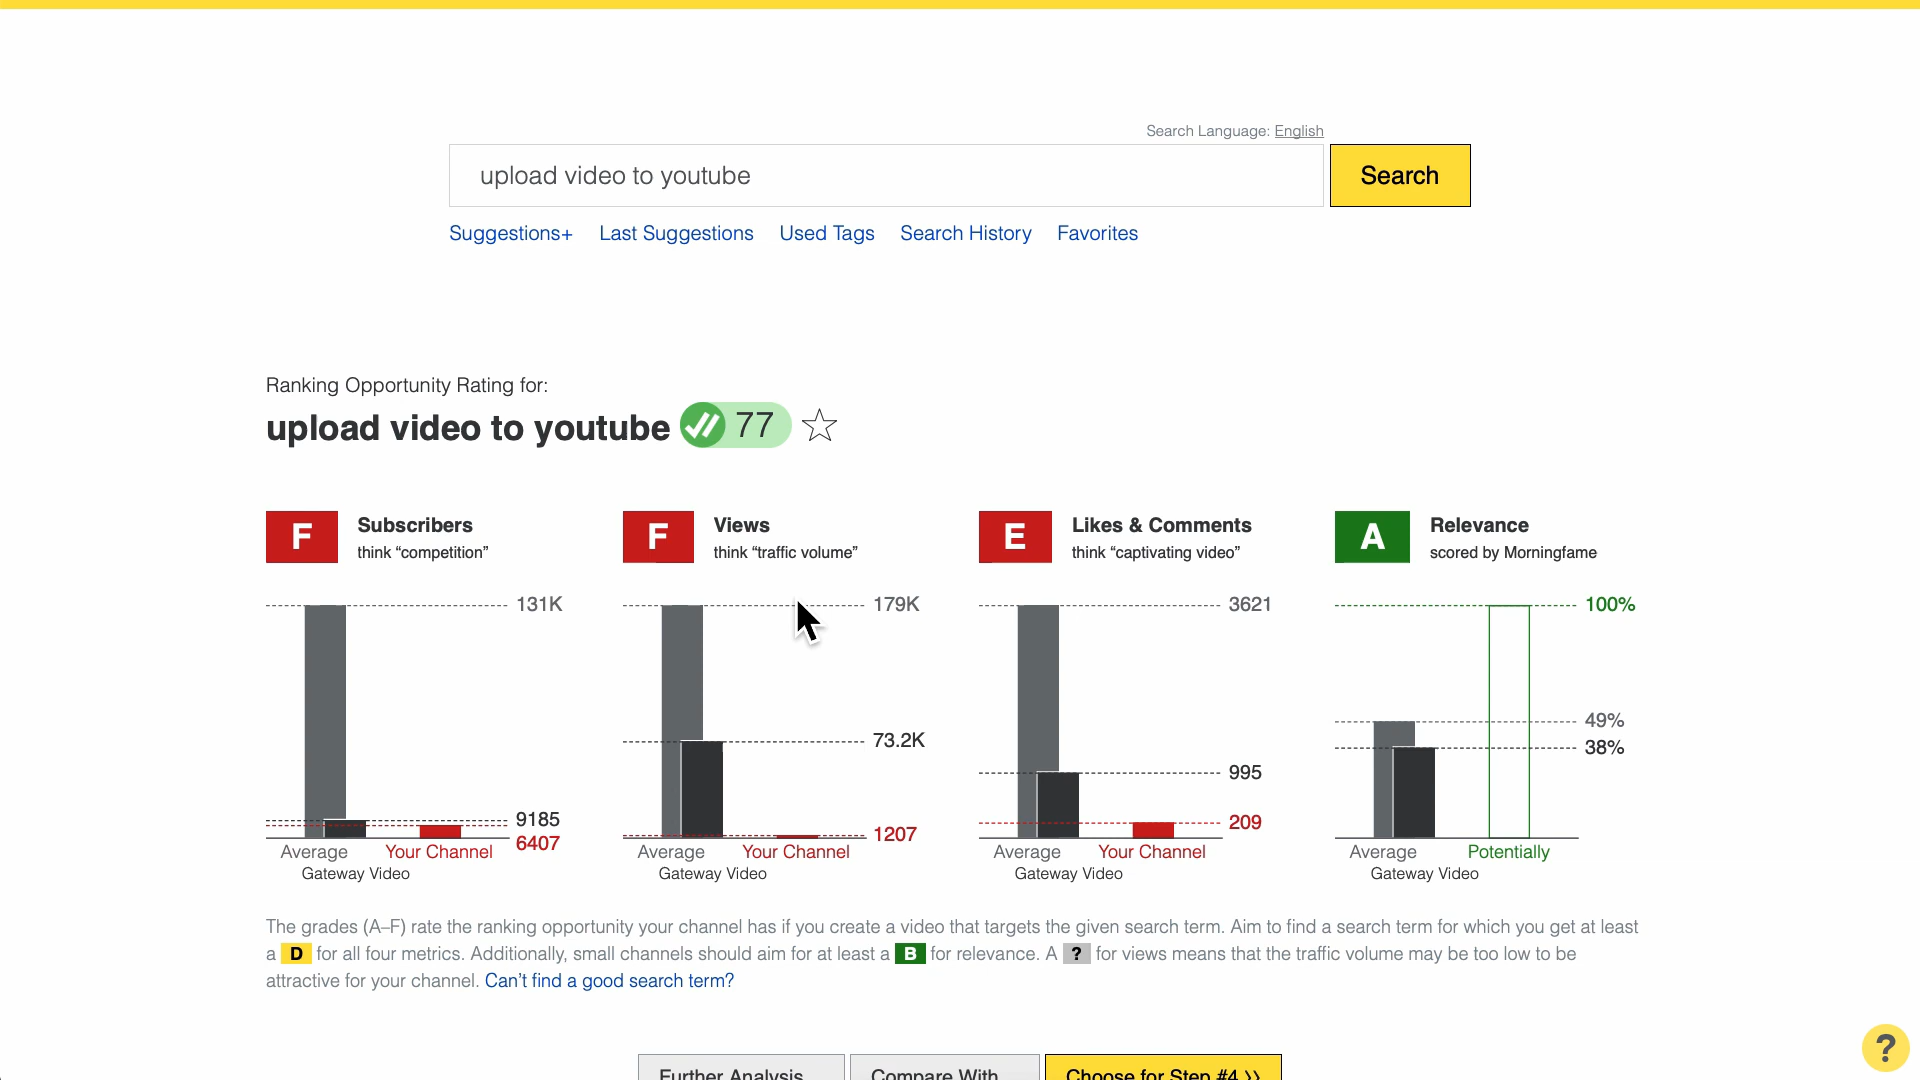 Search Language: English
upload video to youtube
Search
Suggestions+ Last Suggestions Used Tags Search History Favorites
Ranking Opportunity Rating for:
upload video to youtube 77
F Subscribers
think “competition”
131K
9185
6407
Average Your Channel
Gateway Video
F Views
think “traffic volume”
179K
73.2K
1207
Average Your Channel
Gateway Video
E Likes & Comments
think “captivating video”
3621
995
209
Average Your Channel
Gateway Video
A Relevance
scored by Morningfame
100%
49%
38%
Average Potentially
Gateway Video
The grades (A–F) rate the ranking opportunity your channel has if you create a video that targets the given search term. Aim to find a search term for which you get at least
a D for all four metrics. Additionally, small channels should aim for at least a B for relevance. A ? for views means that the traffic volume may be too low to be
attractive for your channel. Can’t find a good search term?
Further Analysis Compare With Choose for Step #4 ❯❯
?